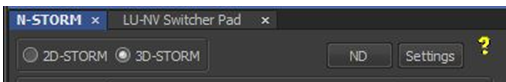 N-STORM × LU-NV Switcher Pad ×
2D-STORM 3D-STORM ND Settings ?